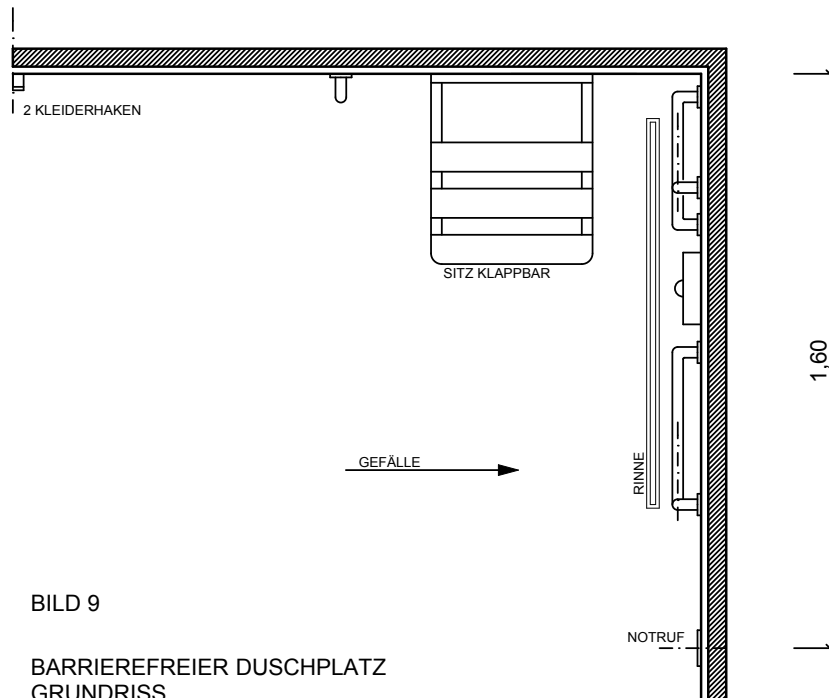 2 KLEIDERHAKEN
SITZ KLAPPBAR
1,60
GEFÄLLE
RINNE
BILD 9
NOTRUF
BARRIEREFREIER DUSCHPLATZ
GRUNDRISS